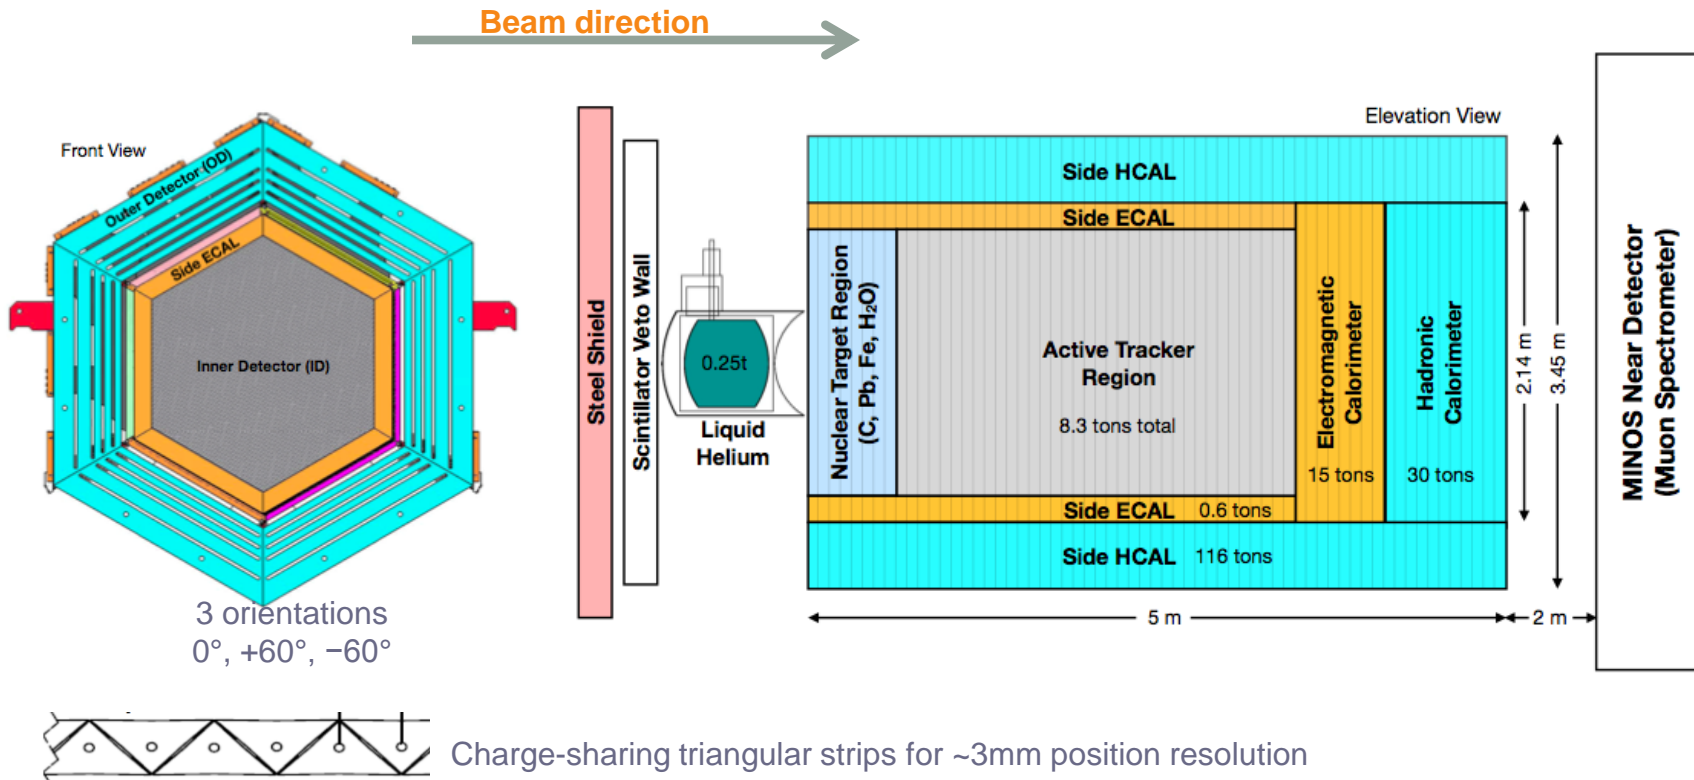 Beam direction
Front View
Outer Detector (OD)
Side ECAL
Inner Detector (ID)
3 orientations
0°, +60°, −60°
Elevation View
Steel Shield
Scintillator Veto Wall
0.25t
Liquid
Helium
Side HCAL
Side ECAL
Nuclear Target Region
(C, Pb, Fe, H₂O)
Active Tracker
Region
8.3 tons total
Electromagnetic
Calorimeter
15 tons
Hadronic
Calorimeter
30 tons
Side ECAL 0.6 tons
Side HCAL 116 tons
2.14 m
3.45 m
5 m
2 m
MINOS Near Detector
(Muon Spectrometer)
Charge-sharing triangular strips for ~3mm position resolution